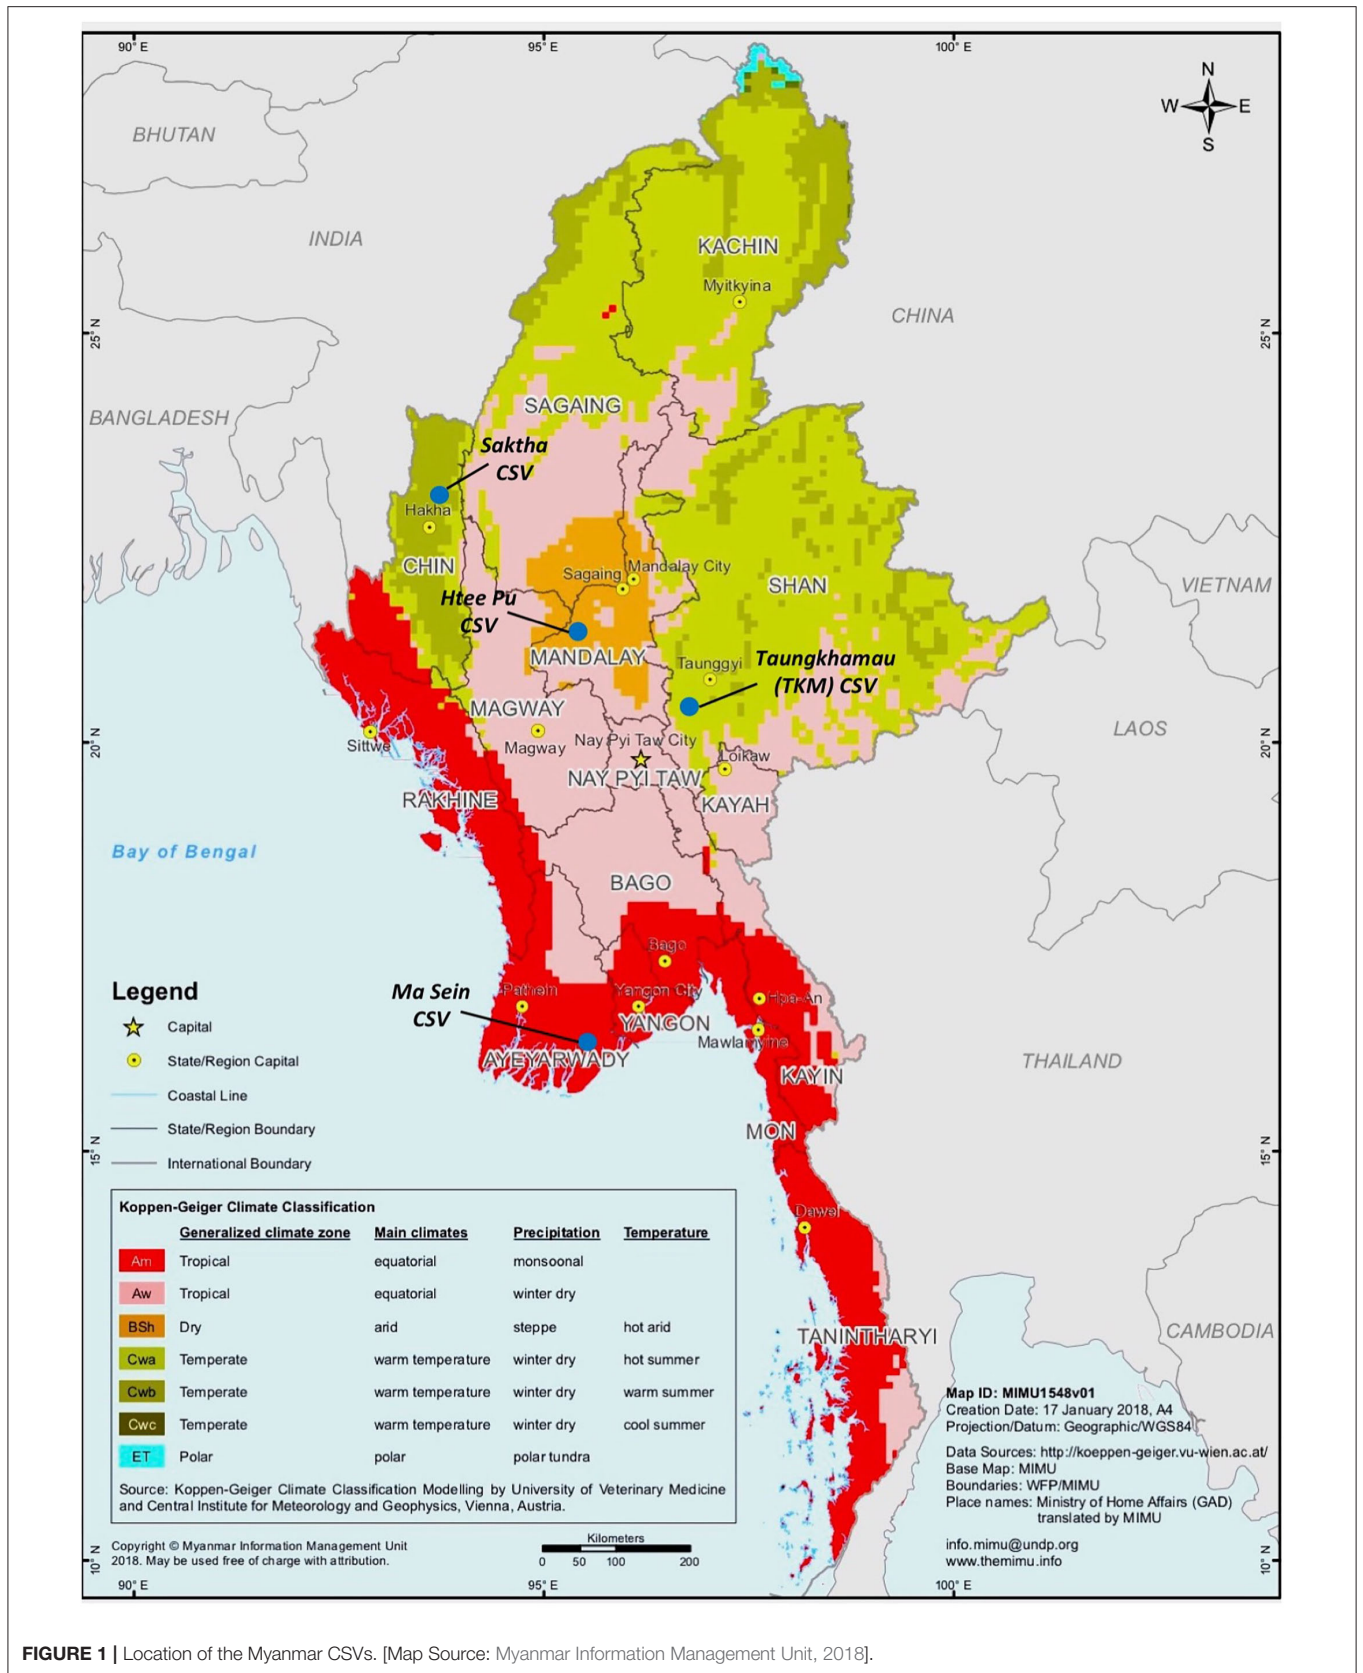 90° E 95° E 100° E
N
W E
S
BHUTAN
INDIA
KACHIN
Myitkyina
CHINA
25° N 25° N
BANGLADESH
SAGAING
Saktha
CSV
Hakha
CHIN
Sagaing
Mandalay City
SHAN
VIETNAM
Htee Pu
CSV
MANDALAY
Taunggyi
Taungkhamau
(TKM) CSV
MAGWAY
Magway
Nay Pyi Taw City
Loikaw
LAOS
20° N 20° N
Sittwe
NAY PYI TAW
RAKHINE
KAYAH
Bay of Bengal
BAGO
Bago
Ma Sein
CSV
Pathein
Yangon City
Hpa-An
YANGON
Mawlamyine
AYEYARWADY
KAYIN
THAILAND
MON
15° N 15° N
Dawei
TANINTHARYI
CAMBODIA
Legend
Capital
State/Region Capital
Coastal Line
State/Region Boundary
International Boundary
Koppen-Geiger Climate Classification
Generalized climate zone Main climates Precipitation Temperature
Am Tropical equatorial monsoonal
Aw Tropical equatorial winter dry
BSh Dry arid steppe hot arid
Cwa Temperate warm temperature winter dry hot summer
Cwb Temperate warm temperature winter dry warm summer
Cwc Temperate warm temperature winter dry cool summer
ET Polar polar polar tundra
Source: Koppen-Geiger Climate Classification Modelling by University of Veterinary Medicine
and Central Institute for Meteorology and Geophysics, Vienna, Austria.
Copyright © Myanmar Information Management Unit
2018. May be used free of charge with attribution.
Kilometers
0 50 100 200
Map ID: MIMU1548v01
Creation Date: 17 January 2018, A4
Projection/Datum: Geographic/WGS84
Data Sources: http://koeppen-geiger.vu-wien.ac.at/
Base Map: MIMU
Boundaries: WFP/MIMU
Place names: Ministry of Home Affairs (GAD)
translated by MIMU
info.mimu@undp.org
www.themimu.info
10° N 10° N
90° E 95° E 100° E
FIGURE 1 | Location of the Myanmar CSVs. [Map Source: Myanmar Information Management Unit, 2018].